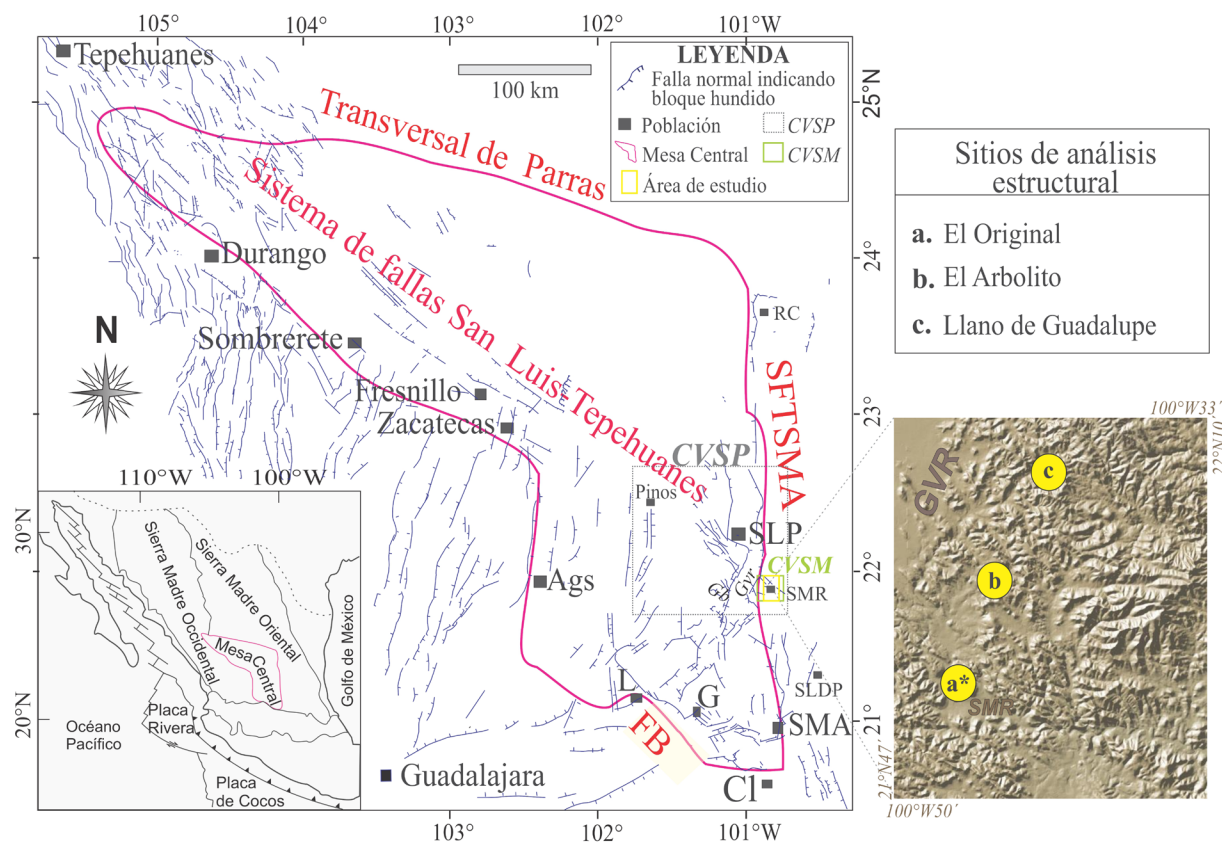 105°
104°
103°
102°
101°W
Tepehuanes
LEYENDA
Falla normal indicando
bloque hundido
Población
CVSP
Mesa Central
CVSM
Área de estudio
100 km
25°N
Transversal de Parras
Sistema de fallas San Luis-Tepehuanes
Durango
24°
N
RC
Sombrerete
Fresnillo
Zacatecas
SFTSMA
23°
CVSP
Pinos
SLP
CVSM
22°
Gb
Gvr
SMR
Ags
SLDP
L
G
SMA
21°
FB
Guadalajara
Cl
103°
102°
101°W
110°W
100°W
30°N
20°N
Sierra Madre Occidental
Sierra Madre Oriental
Mesa Central
Golfo de México
Océano
Pacífico
Placa
Rivera
Placa
de Cocos
Sitios de análisis
estructural
a. El Original
b. El Arbolito
c. Llano de Guadalupe
100°W33´
22°N10´
GVR
c
b
a*
SMR
21°N47´
100°W50´